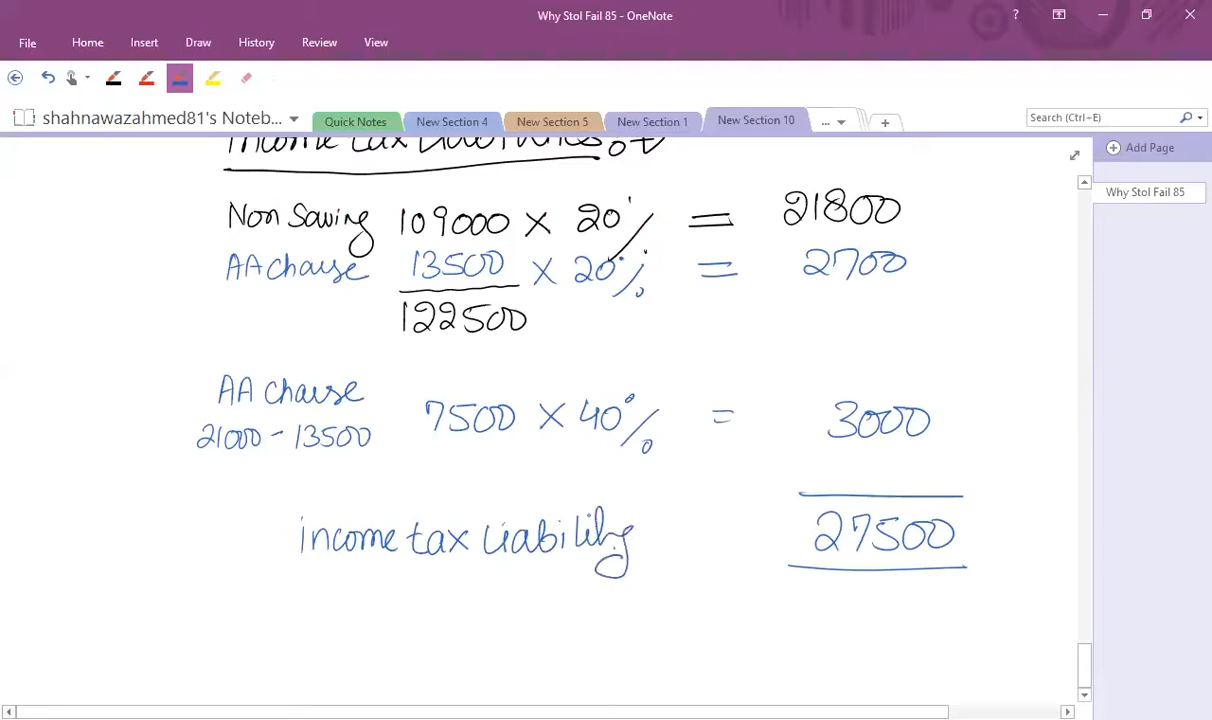 Why Stol Fail 85 - OneNote
?
File Home Insert Draw History Review View
shahnawazahmed81's Noteb... Quick Notes New Section 4 New Section 5 New Section 1 New Section 10 ... Search (Ctrl+E)
Add Page
Why Stol Fail 85
Income tax
Non Saving 109000 × 20% = 21800
AA charge 13500 × 20% = 2700
122500
AA charge 7500 × 40% = 3000
21000 - 13500
income tax Liability 27500